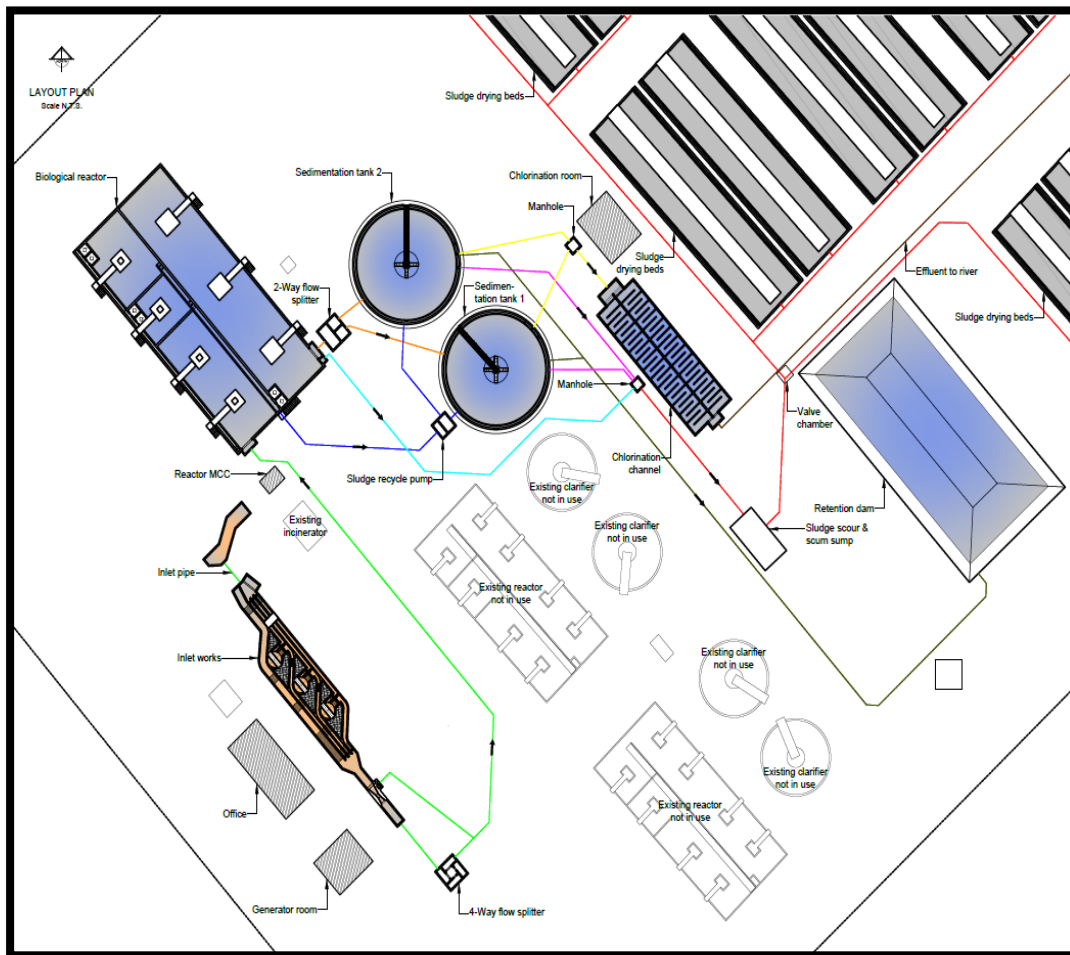 LAYOUT PLAN
Scale N.T.S.
Sludge drying beds
Biological reactor
Sedimentation tank 2
Chlorination room
Manhole
Sludge
drying beds
Effluent to river
2-Way flow
splitter
Sedimen-
tation tank 1
Sludge drying beds
Manhole
Valve
chamber
Chlorination
channel
Reactor MCC
Sludge recycle pump
Existing clarifier
not in use
Retention dam
Existing
incinerator
Existing clarifier
not in use
Sludge scour &
scum sump
Inlet pipe
Existing reactor
not in use
Inlet works
Existing clarifier
not in use
Existing clarifier
not in use
Office
Existing reactor
not in use
Generator room
4-Way flow splitter